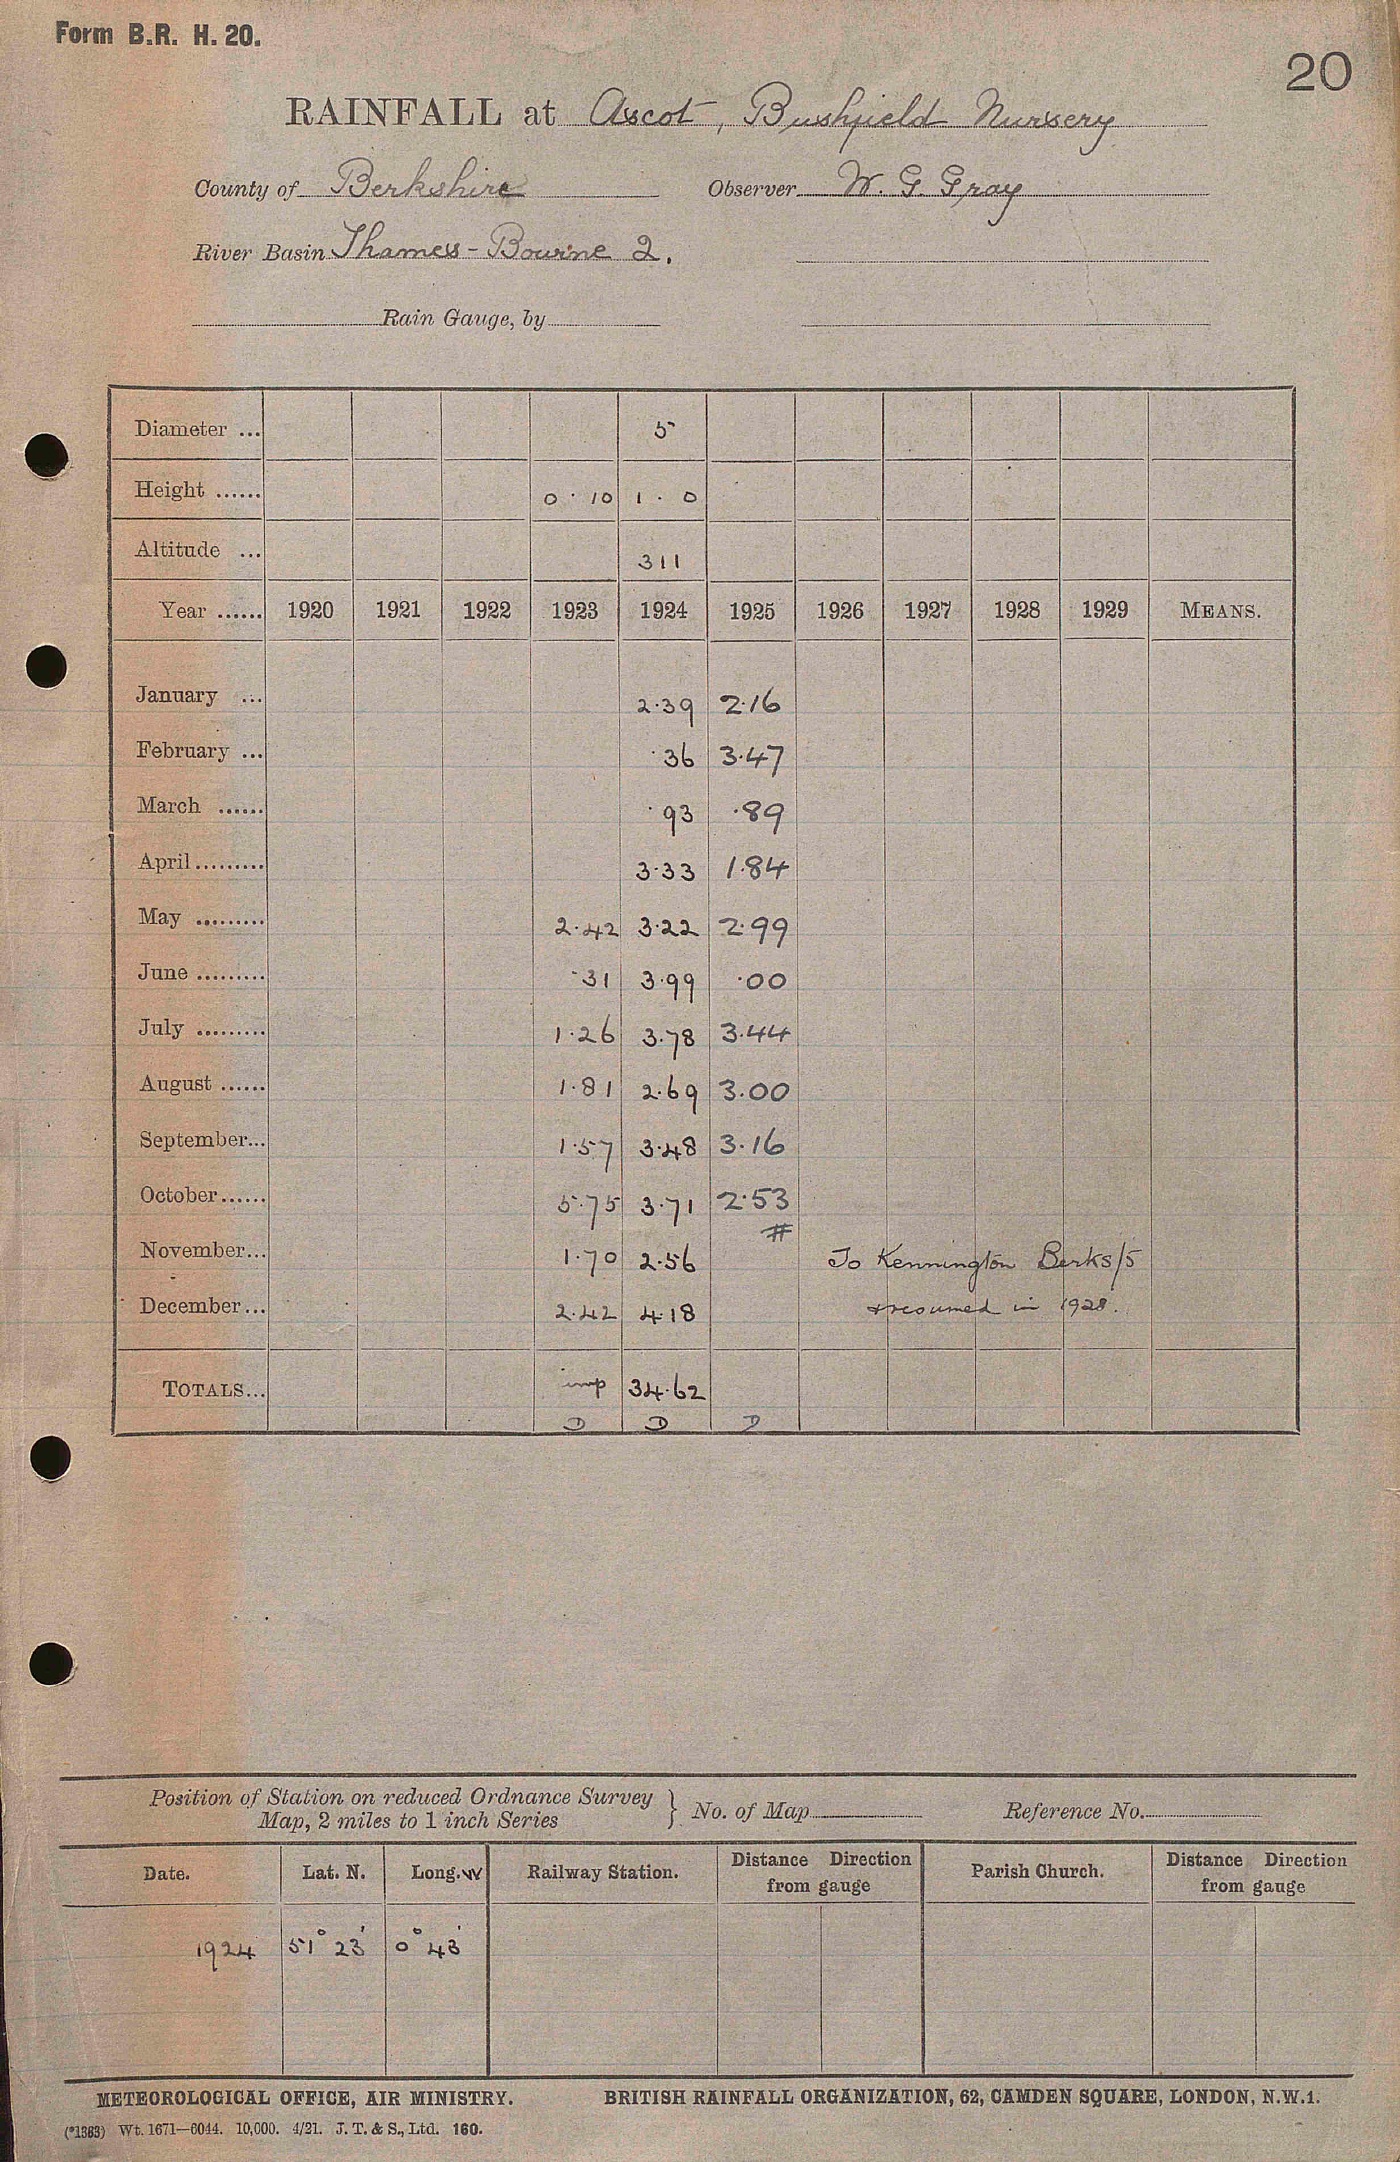 Form B.R. H. 20.
20
RAINFALL at Ascot, Bushfield Nursery
County of Berkshire Observer W. G. Gray
River Basin Thames - Bourne 2.
Rain Gauge, by
Diameter ... 5
Height ...... 0 · 10 1 · 0
Altitude ... 311
Year ...... 1920 1921 1922 1923 1924 1925 1926 1927 1928 1929 MEANS.
January ... 2·39 2·16
February ... ·36 3·47
March ...... ·93 ·89
April ......... 3·33 1·84
May ......... 2·42 3·22 2·99
June ......... ·31 3·99 ·00
July ......... 1·26 3·78 3·44
August ...... 1·81 2·69 3·00
September... 1·57 3·48 3·16
October...... 5·75 3·71 2·53
#
November... 1·70 2·56 To Kennington Berks/5
December... 2·42 4·18 resumed in 1928.
TOTALS... imp 34·62
D D D
Position of Station on reduced Ordnance Survey
Map, 2 miles to 1 inch Series } No. of Map Reference No.
Date. Lat. N. Long. W Railway Station. Distance Direction from gauge Parish Church. Distance Direction from gauge
1924 51° 23' 0° 43'
METEOROLOGICAL OFFICE, AIR MINISTRY. BRITISH RAINFALL ORGANIZATION, 62, CAMDEN SQUARE, LONDON, N.W.1.
(*1383) Wt. 1671—6044. 10,000. 4/21. J. T. & S., Ltd. 160.